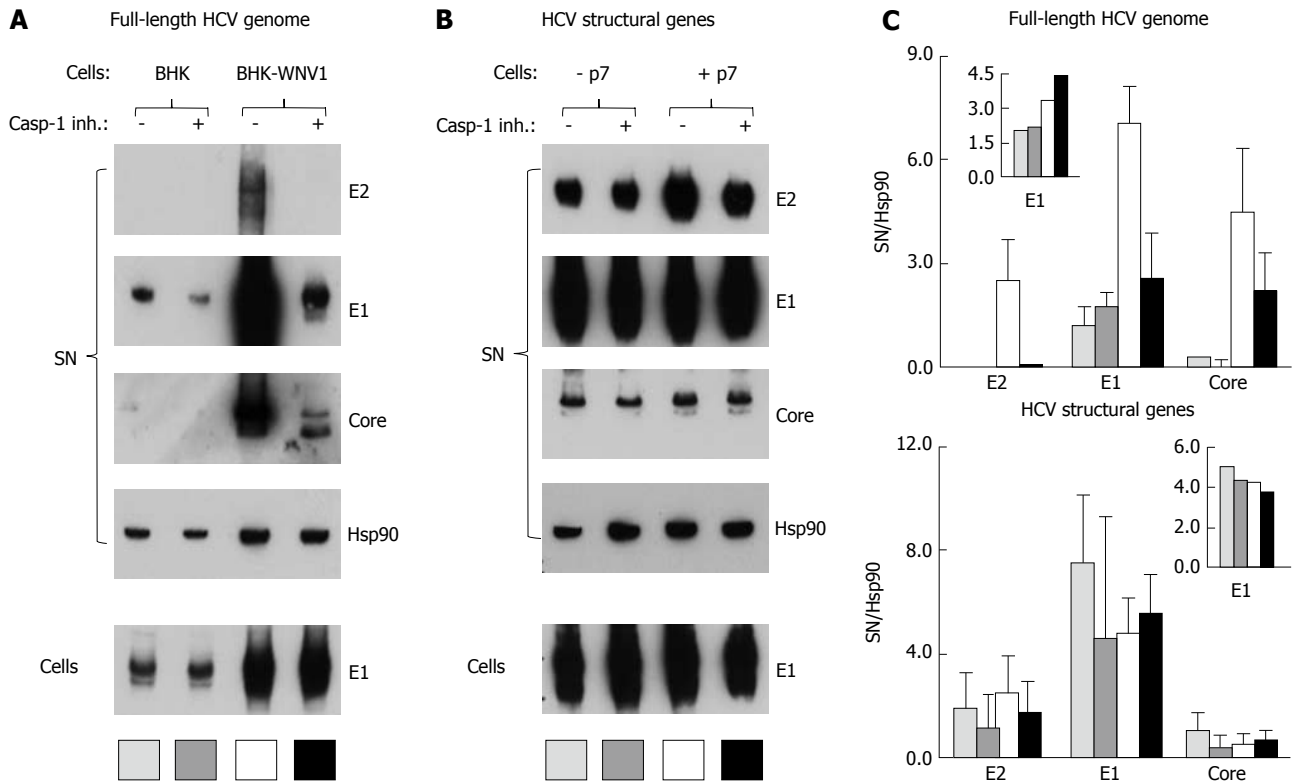 A
Full-length HCV genome
Cells: BHK BHK-WNV1
Casp-1 inh.: - + - +
E2
E1
SN
Core
Hsp90
Cells E1
B
HCV structural genes
Cells: - p7 + p7
Casp-1 inh.: - + - +
E2
E1
SN
Core
Hsp90
Cells E1
C
Full-length HCV genome
SN/Hsp90
9.0
6.0
3.0
0.0
4.5
3.0
1.5
0.0
E1
E2 E1 Core
HCV structural genes
SN/Hsp90
12.0
8.0
4.0
0.0
6.0
4.0
2.0
0.0
E1
E2 E1 Core